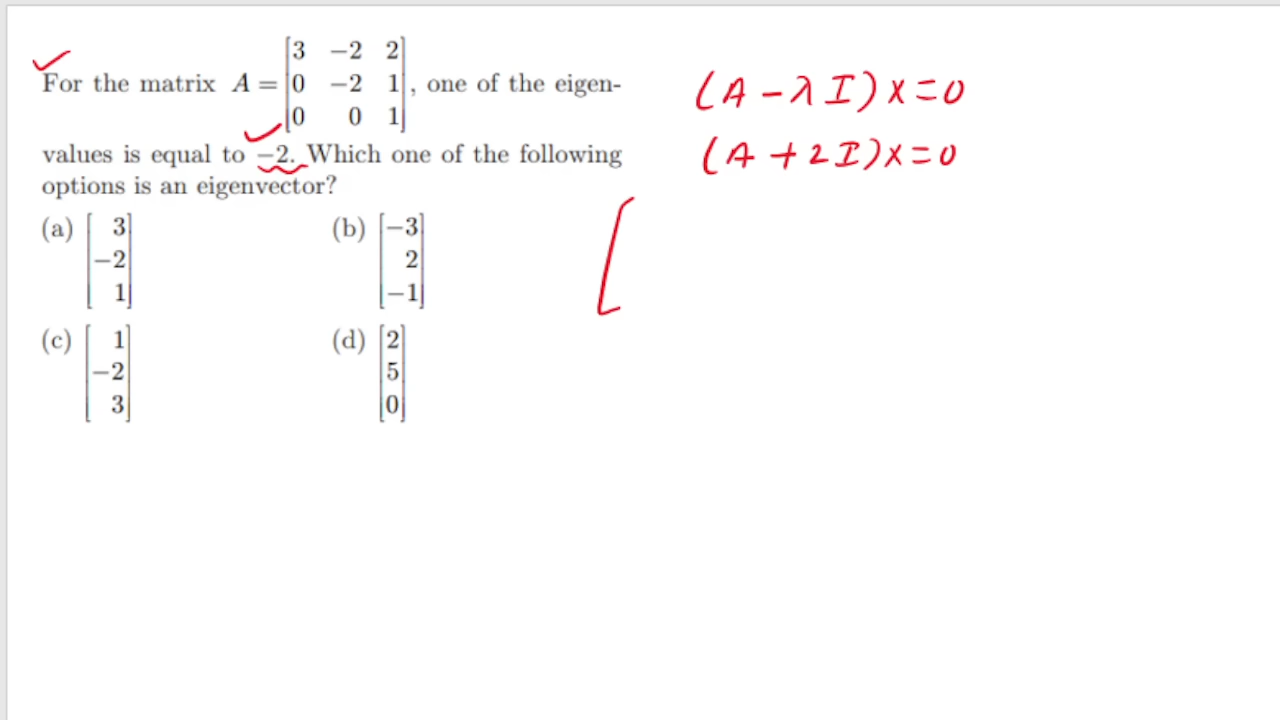 For the matrix A = [3 −2 2
0 −2 1
0 0 1], one of the eigen-
values is equal to −2. Which one of the following
options is an eigenvector?
(a) [3
−2
1]
(b) [−3
2
−1]
(c) [1
−2
3]
(d) [2
5
0]
(A − λI)x=0
(A + 2I)x=0
[